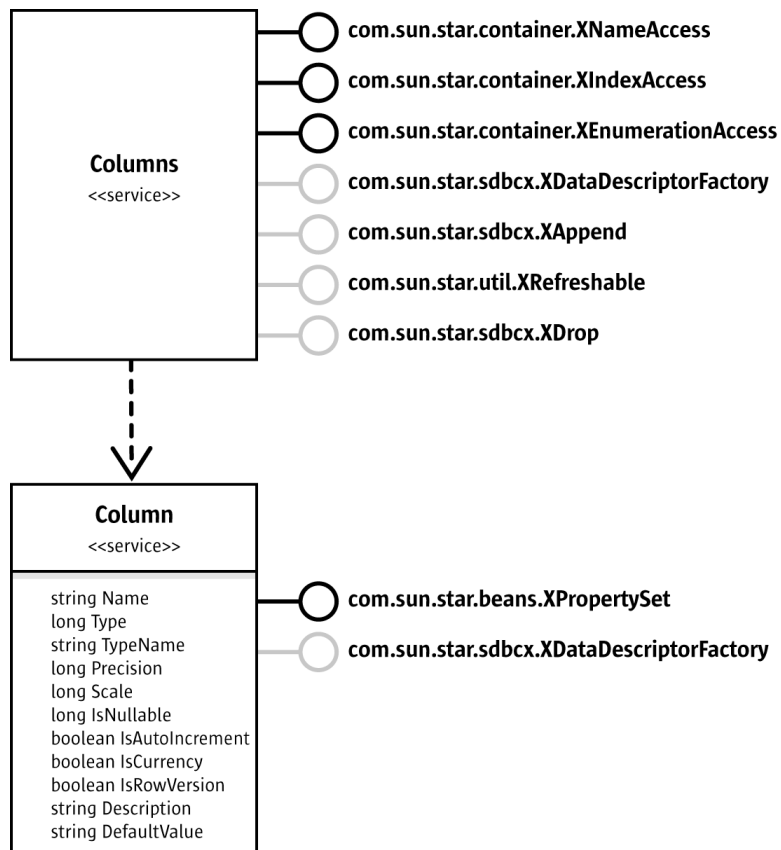 com.sun.star.container.XNameAccess
com.sun.star.container.XIndexAccess
com.sun.star.container.XEnumerationAccess
Columns
<<service>>
com.sun.star.sdbcx.XDataDescriptorFactory
com.sun.star.sdbcx.XAppend
com.sun.star.util.XRefreshable
com.sun.star.sdbcx.XDrop
Column
<<service>>
string Name
long Type
string TypeName
long Precision
long Scale
long IsNullable
boolean IsAutoIncrement
boolean IsCurrency
boolean IsRowVersion
string Description
string DefaultValue
com.sun.star.beans.XPropertySet
com.sun.star.sdbcx.XDataDescriptorFactory